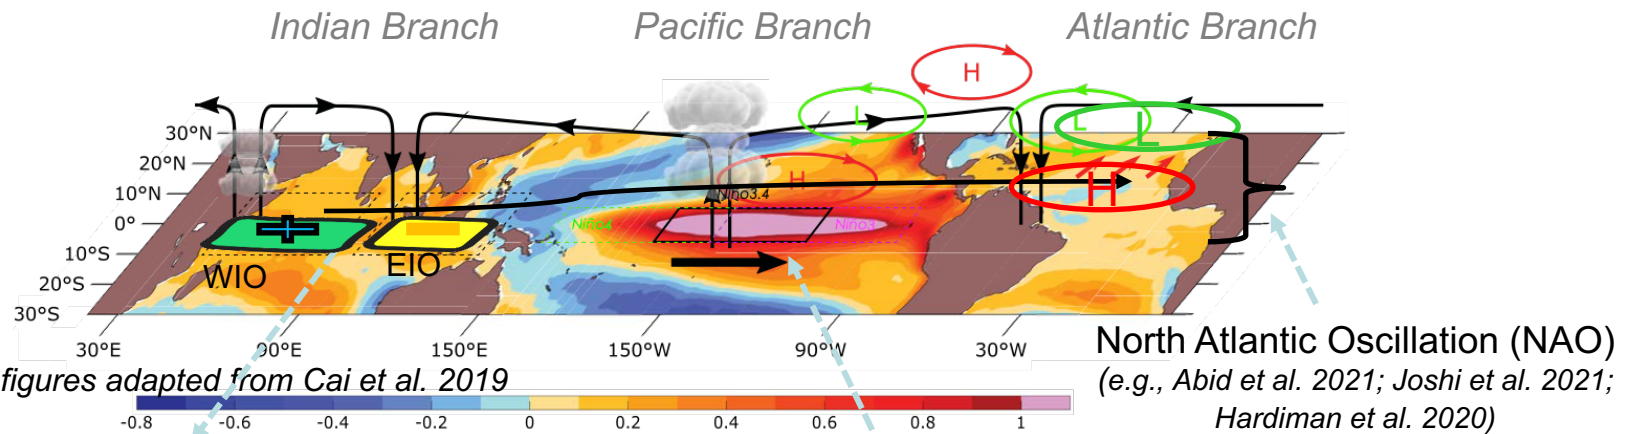 Indian Branch Pacific Branch Atlantic Branch
H
L
L L
30°N
20°N
H
10°N
Nino3.4
H
0°
Niño4 Niño3
10°S
WIO EIO
20°S
30°S
30°E 90°E 150°E 150°W 90°W 30°W
North Atlantic Oscillation (NAO)
figures adapted from Cai et al. 2019
(e.g., Abid et al. 2021; Joshi et al. 2021;
Hardiman et al. 2020)
-0.8 -0.6 -0.4 -0.2 0 0.2 0.4 0.6 0.8 1